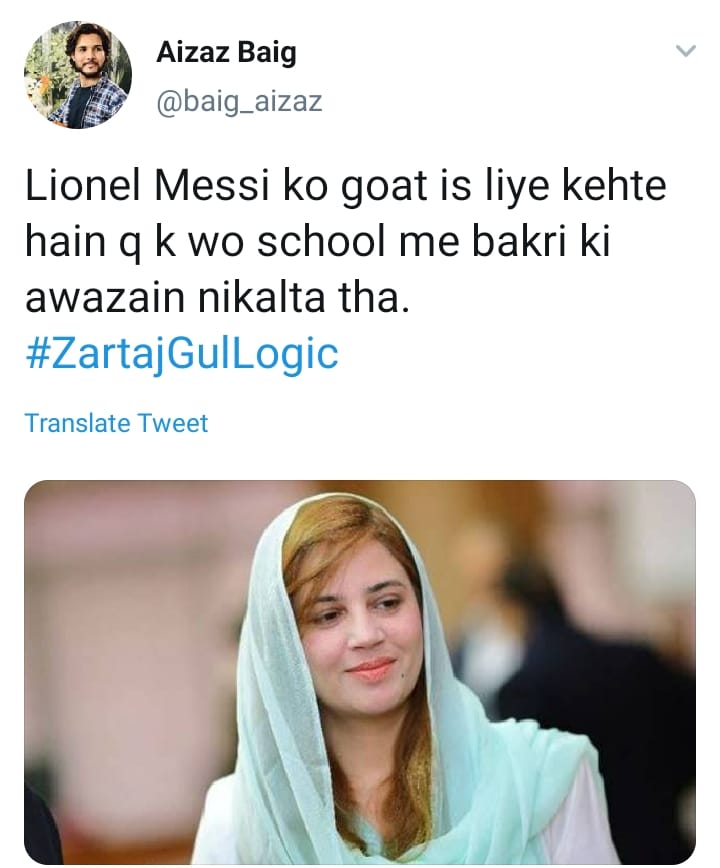 Aizaz Baig
@baig_aizaz
Lionel Messi ko goat is liye kehte
hain q k wo school me bakri ki
awazain nikalta tha.
#ZartajGulLogic
Translate Tweet